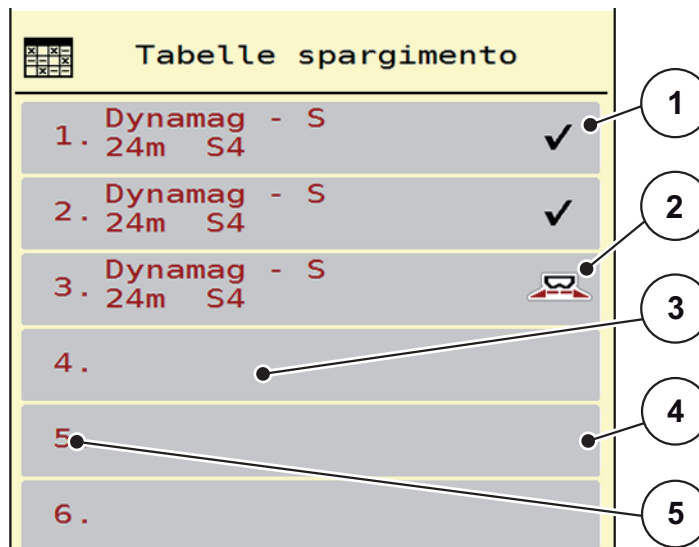 Tabelle spargimento
1. Dynamag - S
24m S4
2. Dynamag - S
24m S4
3. Dynamag - S
24m S4
4.
5.
6.
1
2
3
4
5